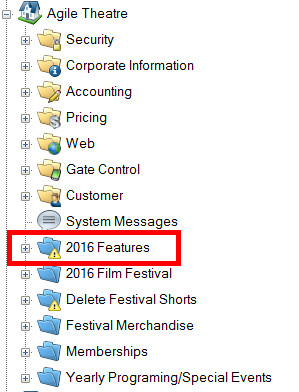 Agile Theatre
Security
Corporate Information
Accounting
Pricing
Web
Gate Control
Customer
System Messages
2016 Features
2016 Film Festival
Delete Festival Shorts
Festival Merchandise
Memberships
Yearly Programing/Special Events